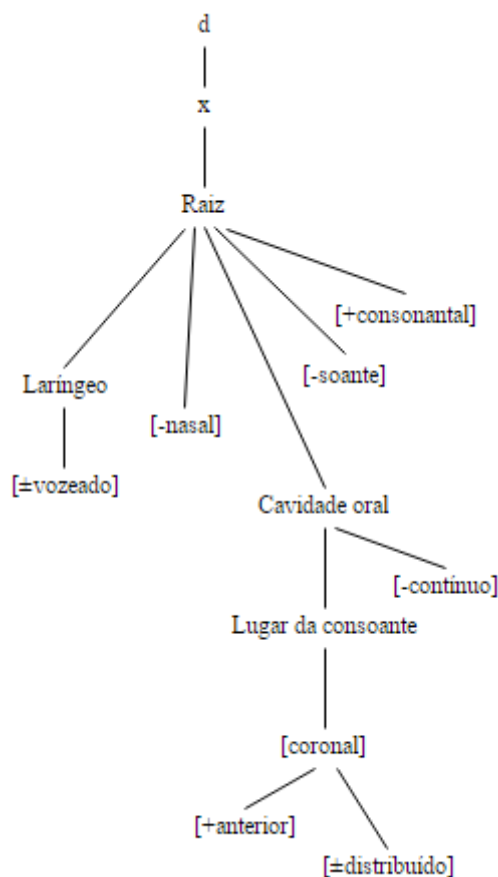 d
x
Raiz
[+consonantal]
[-soante]
Laríngeo
[-nasal]
[±vozeado]
Cavidade oral
[-contínuo]
Lugar da consoante
[coronal]
[+anterior]
[±distribuído]